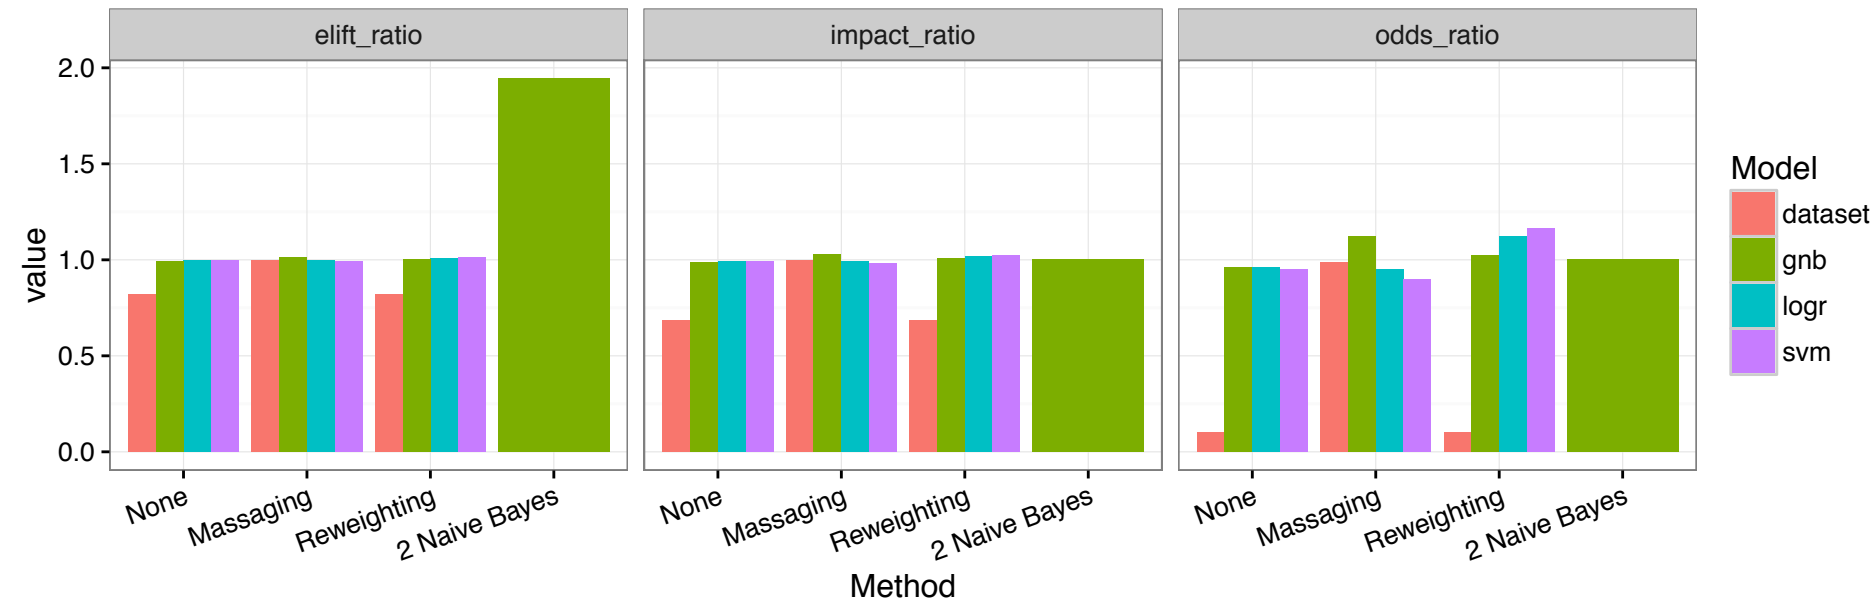 elift_ratio
impact_ratio
odds_ratio
value
2.0
1.5
1.0
0.5
0.0
None
Massaging
Reweighting
2 Naive Bayes
None
Massaging
Reweighting
2 Naive Bayes
None
Massaging
Reweighting
2 Naive Bayes
Method
Model
dataset
gnb
logr
svm